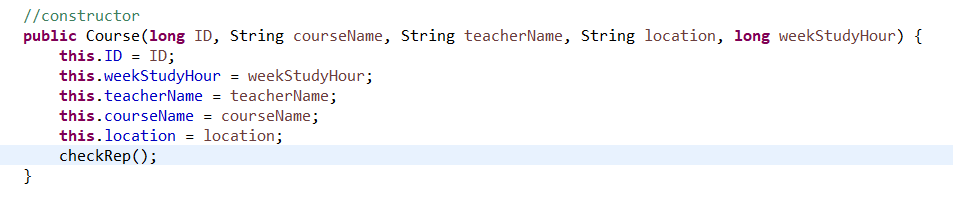 //constructor
public Course(long ID, String courseName, String teacherName, String location, long weekStudyHour) {
    this.ID = ID;
    this.weekStudyHour = weekStudyHour;
    this.teacherName = teacherName;
    this.courseName = courseName;
    this.location = location;
    checkRep();
}